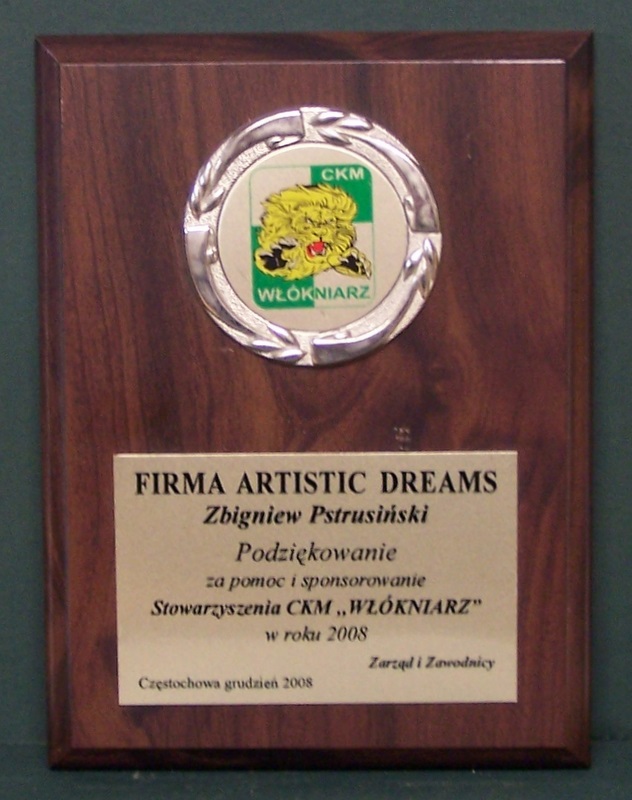 CKM
WŁÓKNIARZ
FIRMA ARTISTIC DREAMS
Zbigniew Pstrusiński
Podziękowanie
za pomoc i sponsorowanie
Stowarzyszenia CKM „WŁÓKNIARZ”
w roku 2008
Zarząd i Zawodnicy
Częstochowa grudzień 2008